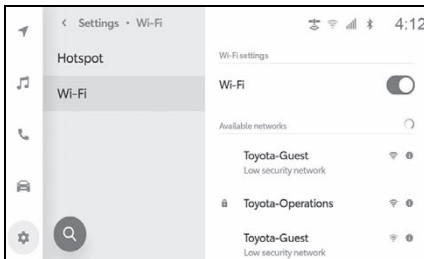 < Settings • Wi-Fi
4:12
Hotspot
Wi-Fi
Wi-Fi settings
Wi-Fi
Available networks
Toyota-Guest
Low security network
Toyota-Operations
Toyota-Guest
Low security network